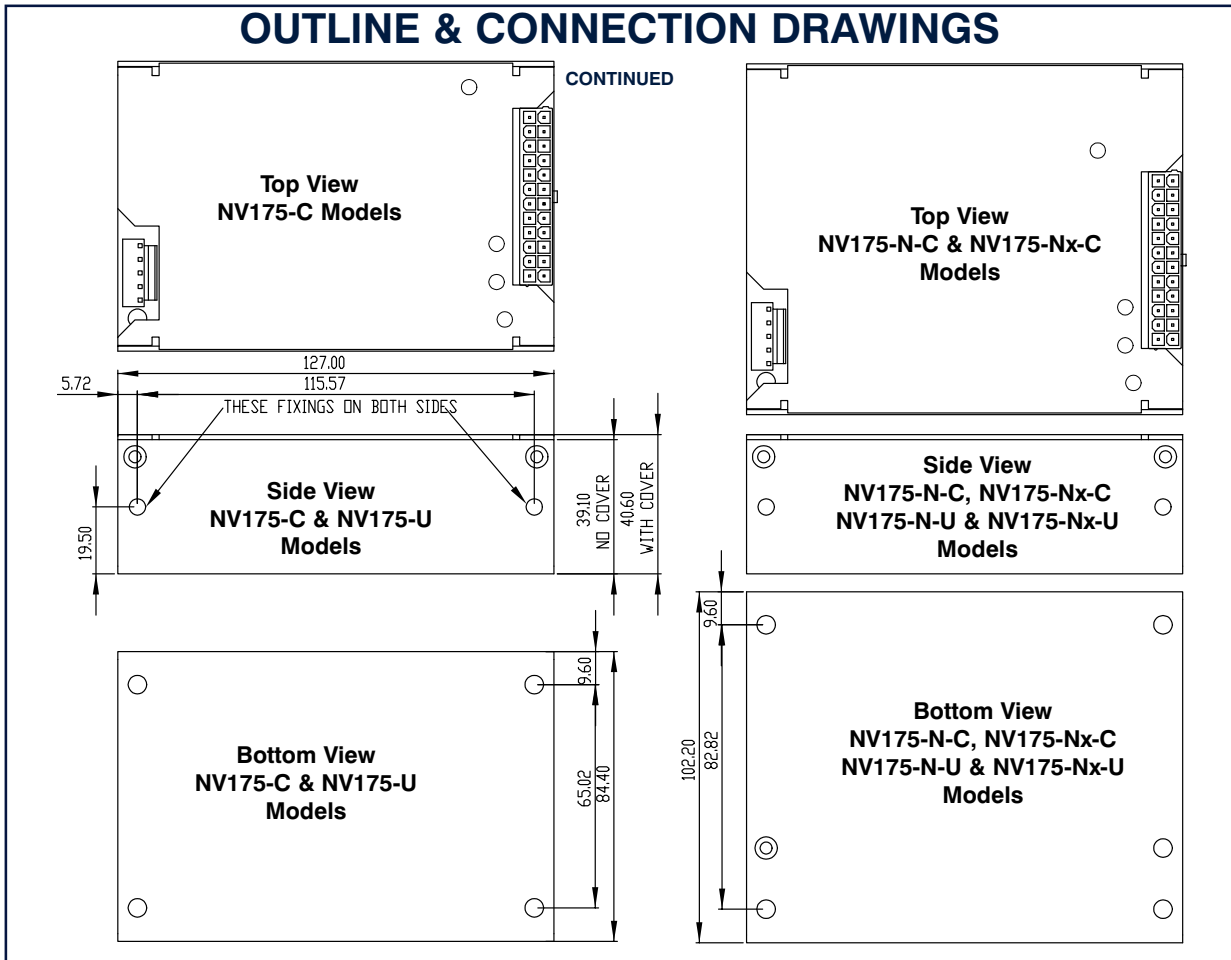 OUTLINE & CONNECTION DRAWINGS
CONTINUED
Top View
NV175-C Models
Top View
NV175-N-C & NV175-Nx-C
Models
127.00
5.72
115.57
THESE FIXINGS ON BOTH SIDES
Side View
NV175-C & NV175-U
Models
19.50
39.10
NO COVER
40.60
WITH COVER
Side View
NV175-N-C, NV175-Nx-C
NV175-N-U & NV175-Nx-U
Models
Bottom View
NV175-C & NV175-U
Models
9.60
65.02
84.40
9.60
102.20
82.82
Bottom View
NV175-N-C, NV175-Nx-C
NV175-N-U & NV175-Nx-U
Models